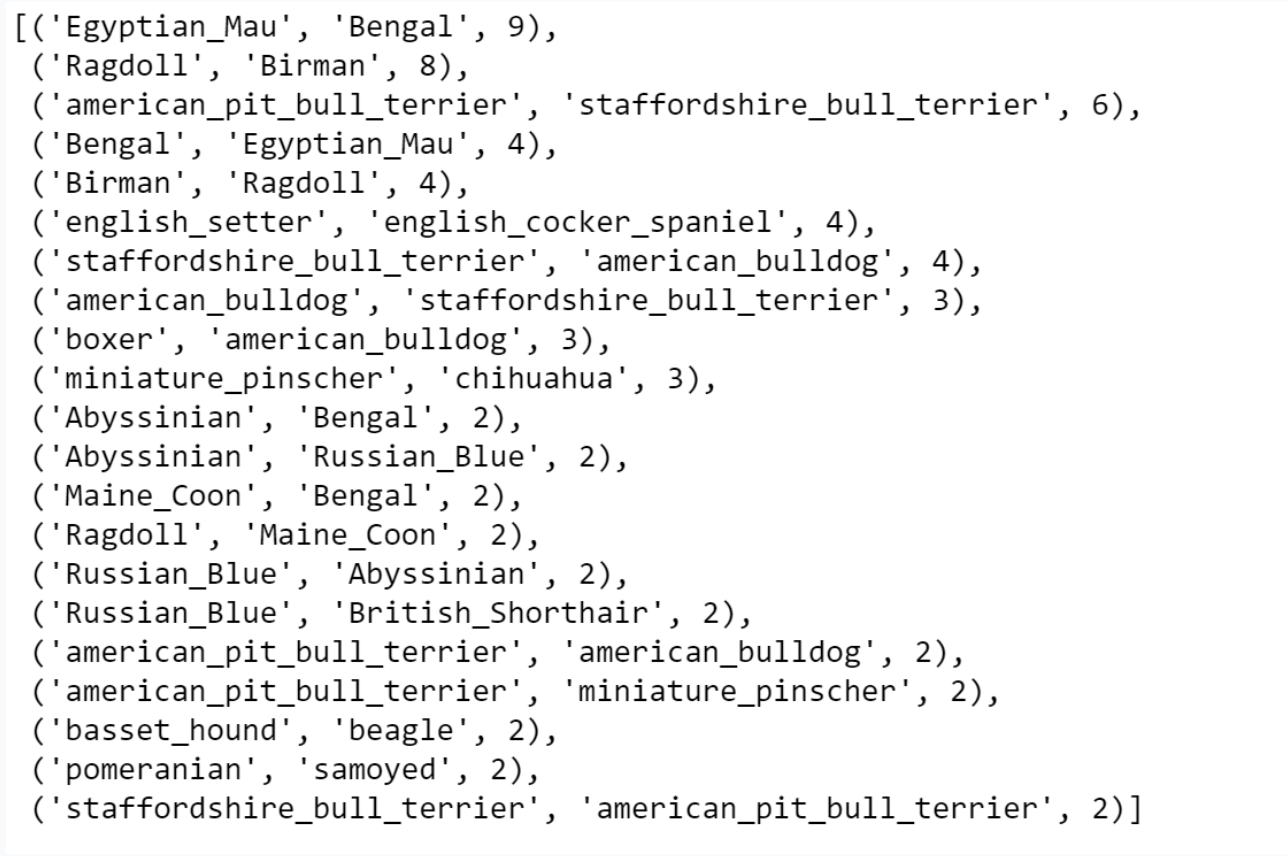 [('Egyptian_Mau', 'Bengal', 9),
('Ragdoll', 'Birman', 8),
('american_pit_bull_terrier', 'staffordshire_bull_terrier', 6),
('Bengal', 'Egyptian_Mau', 4),
('Birman', 'Ragdoll', 4),
('english_setter', 'english_cocker_spaniel', 4),
('staffordshire_bull_terrier', 'american_bulldog', 4),
('american_bulldog', 'staffordshire_bull_terrier', 3),
('boxer', 'american_bulldog', 3),
('miniature_pinscher', 'chihuahua', 3),
('Abyssinian', 'Bengal', 2),
('Abyssinian', 'Russian_Blue', 2),
('Maine_Coon', 'Bengal', 2),
('Ragdoll', 'Maine_Coon', 2),
('Russian_Blue', 'Abyssinian', 2),
('Russian_Blue', 'British_Shorthair', 2),
('american_pit_bull_terrier', 'american_bulldog', 2),
('american_pit_bull_terrier', 'miniature_pinscher', 2),
('basset_hound', 'beagle', 2),
('pomeranian', 'samoyed', 2),
('staffordshire_bull_terrier', 'american_pit_bull_terrier', 2)]